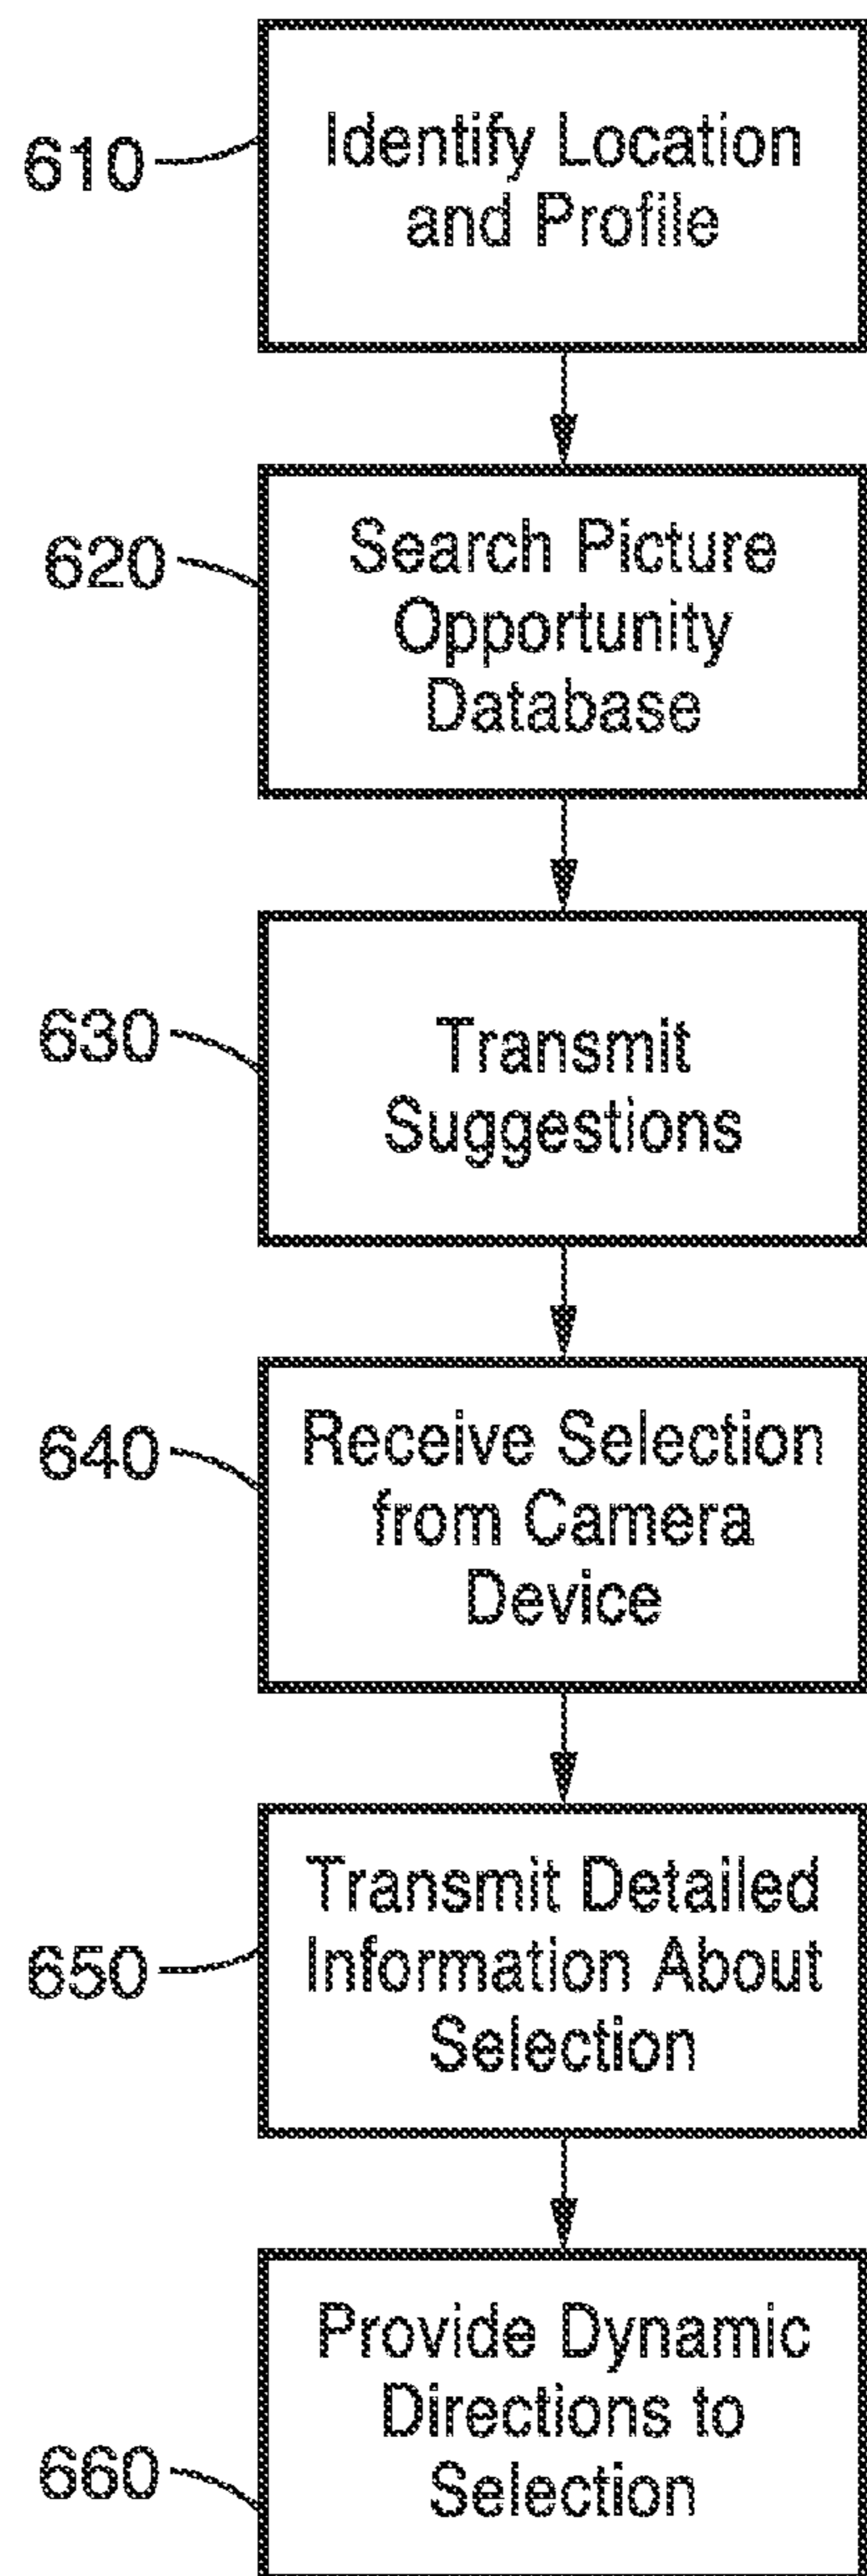 610
Identify Location
and Profile
620
Search Picture
Opportunity
Database
630
Transmit
Suggestions
640
Receive Selection
from Camera
Device
650
Transmit Detailed
Information About
Selection
660
Provide Dynamic
Directions to
Selection